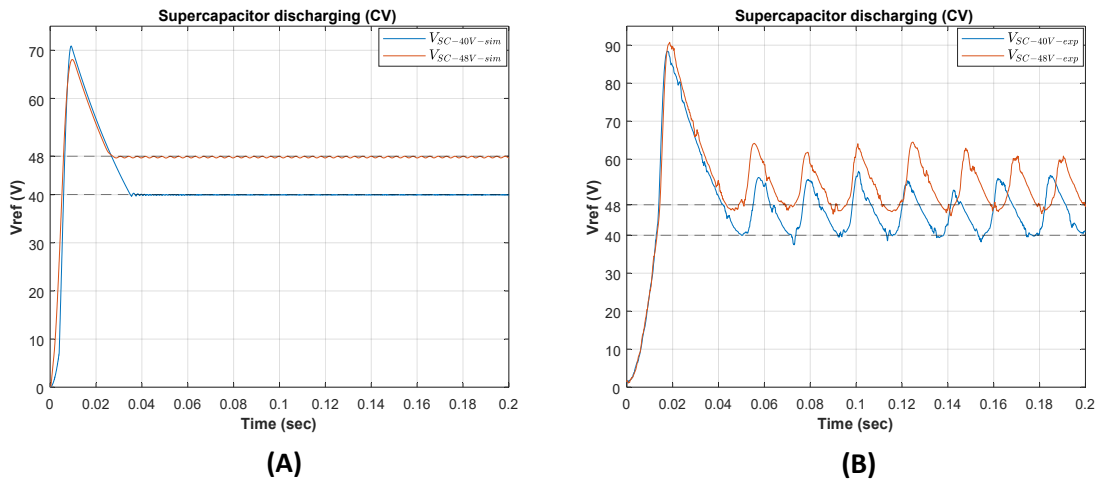 Supercapacitor discharging (CV)
Vref (V)
70
60
48
40
30
20
10
0
V_SC-40V-sim
V_SC-48V-sim
0 0.02 0.04 0.06 0.08 0.1 0.12 0.14 0.16 0.18 0.2
Time (sec)
(A)
Supercapacitor discharging (CV)
Vref (V)
90
80
70
60
48
40
30
20
10
0
V_SC-40V-exp
V_SC-48V-exp
0 0.02 0.04 0.06 0.08 0.1 0.12 0.14 0.16 0.18 0.2
Time (sec)
(B)